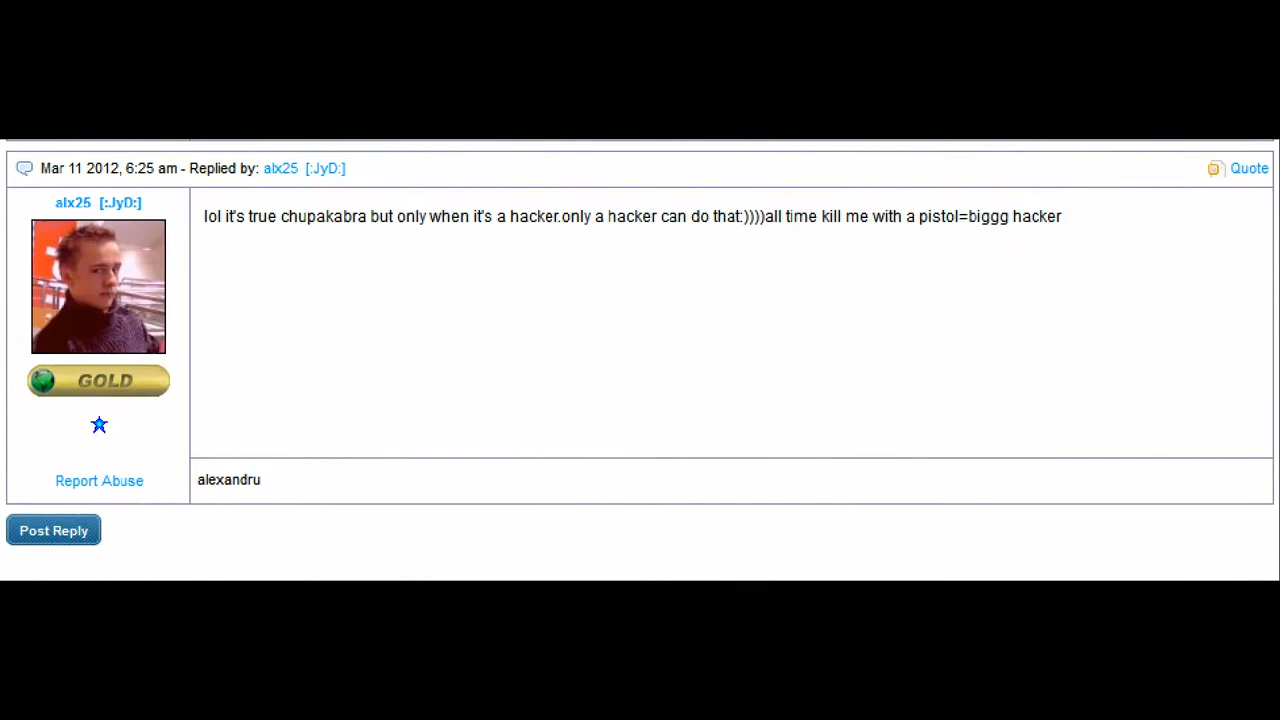 Mar 11 2012, 6:25 am - Replied by: alx25 [:JyD:]
Quote
alx25 [:JyD:]
GOLD
Report Abuse
lol it's true chupakabra but only when it's a hacker.only a hacker can do that:))))all time kill me with a pistol=biggg hacker
alexandru
Post Reply